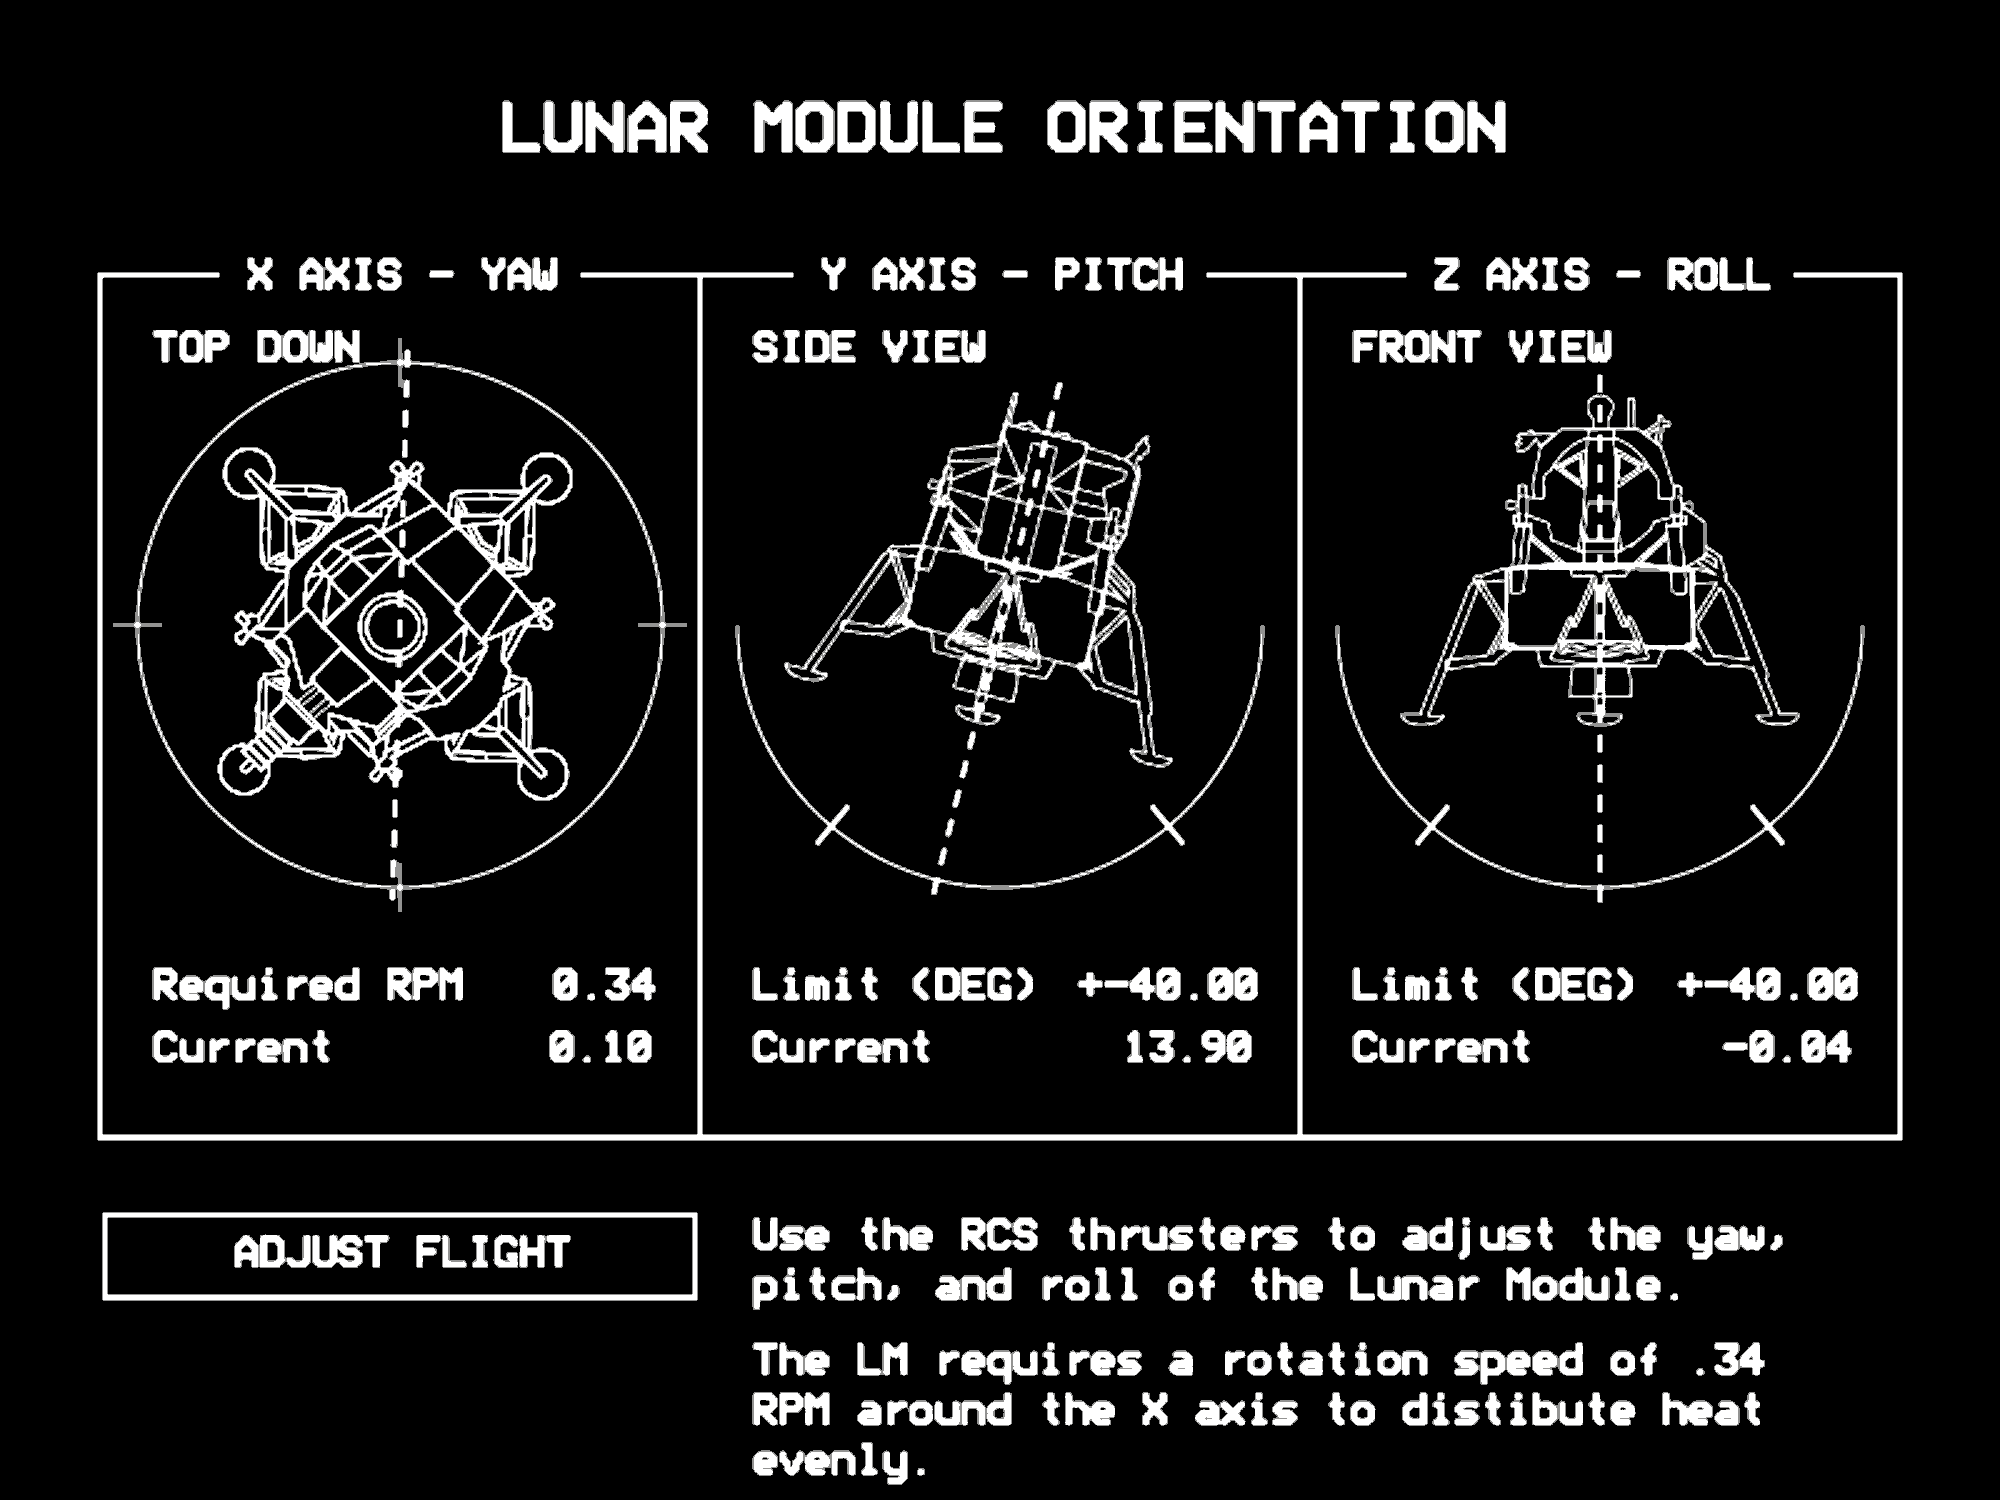 LUNAR MODULE ORIENTATION
X AXIS - YAW
TOP DOWN
Required RPM 0.34
Current 0.10
Y AXIS - PITCH
SIDE VIEW
Limit (DEG) +-40.00
Current 13.90
Z AXIS - ROLL
FRONT VIEW
Limit (DEG) +-40.00
Current -0.04
ADJUST FLIGHT
Use the RCS thrusters to adjust the yaw,
pitch, and roll of the Lunar Module.
The LM requires a rotation speed of .34
RPM around the X axis to distibute heat
evenly.